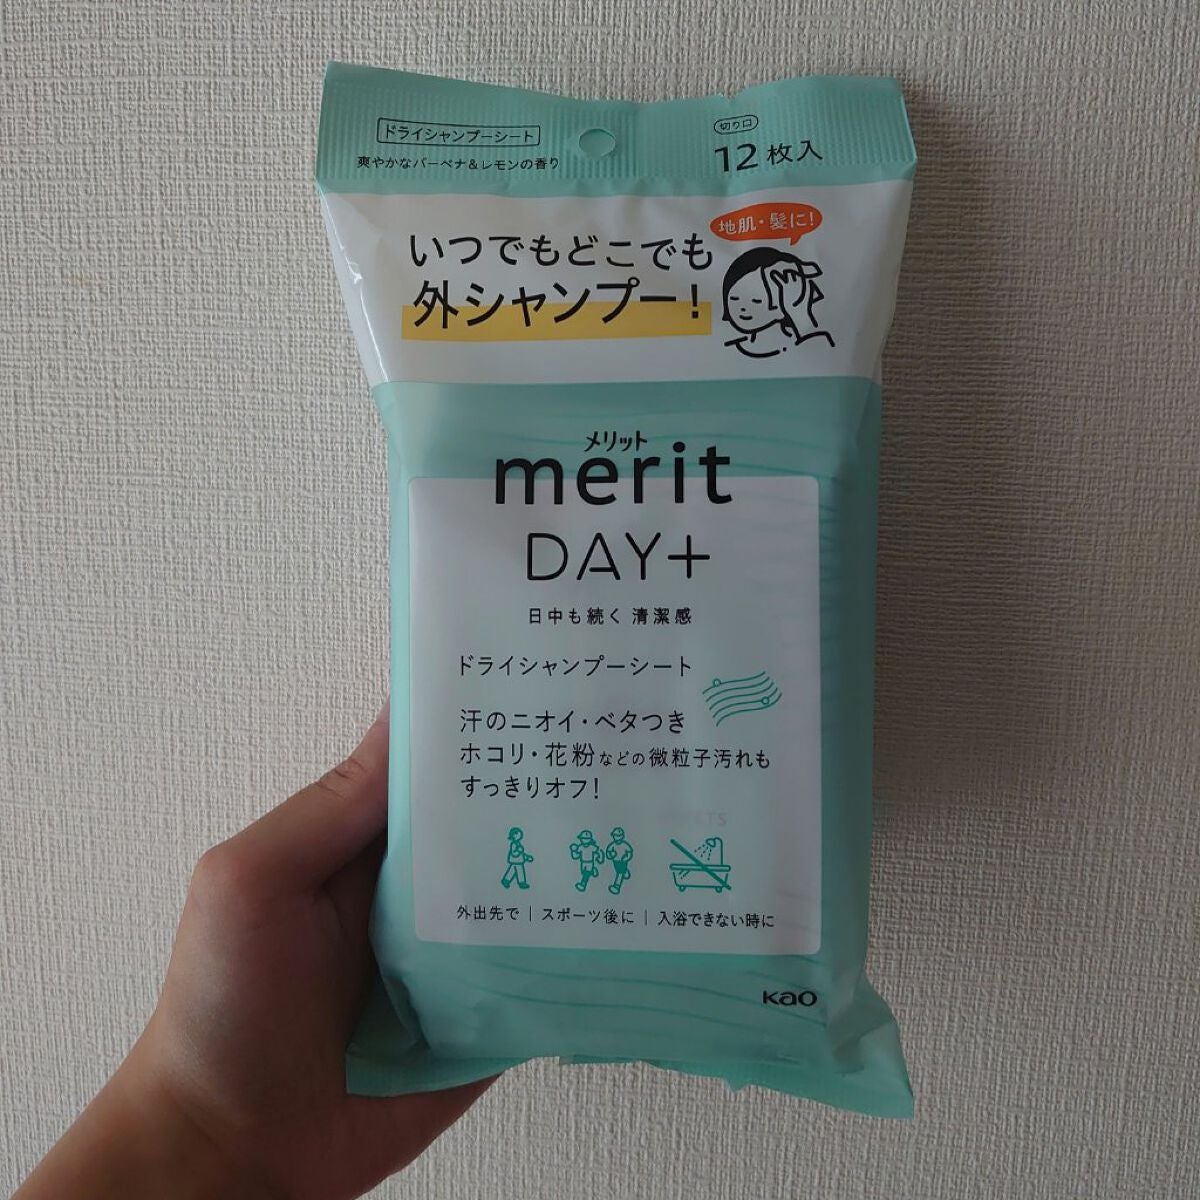 ドライシャンプーシート
爽やかなバーベナ&レモンの香り
切り口
12枚入
地肌・髪に!
いつでもどこでも
外シャンプー!
メリット
merit
DAY+
日中も続く 清潔感
ドライシャンプーシート
汗のニオイ・ベタつき
ホコリ・花粉などの微粒子汚れも
すっきりオフ!
外出先で | スポーツ後に | 入浴できない時に
Kao